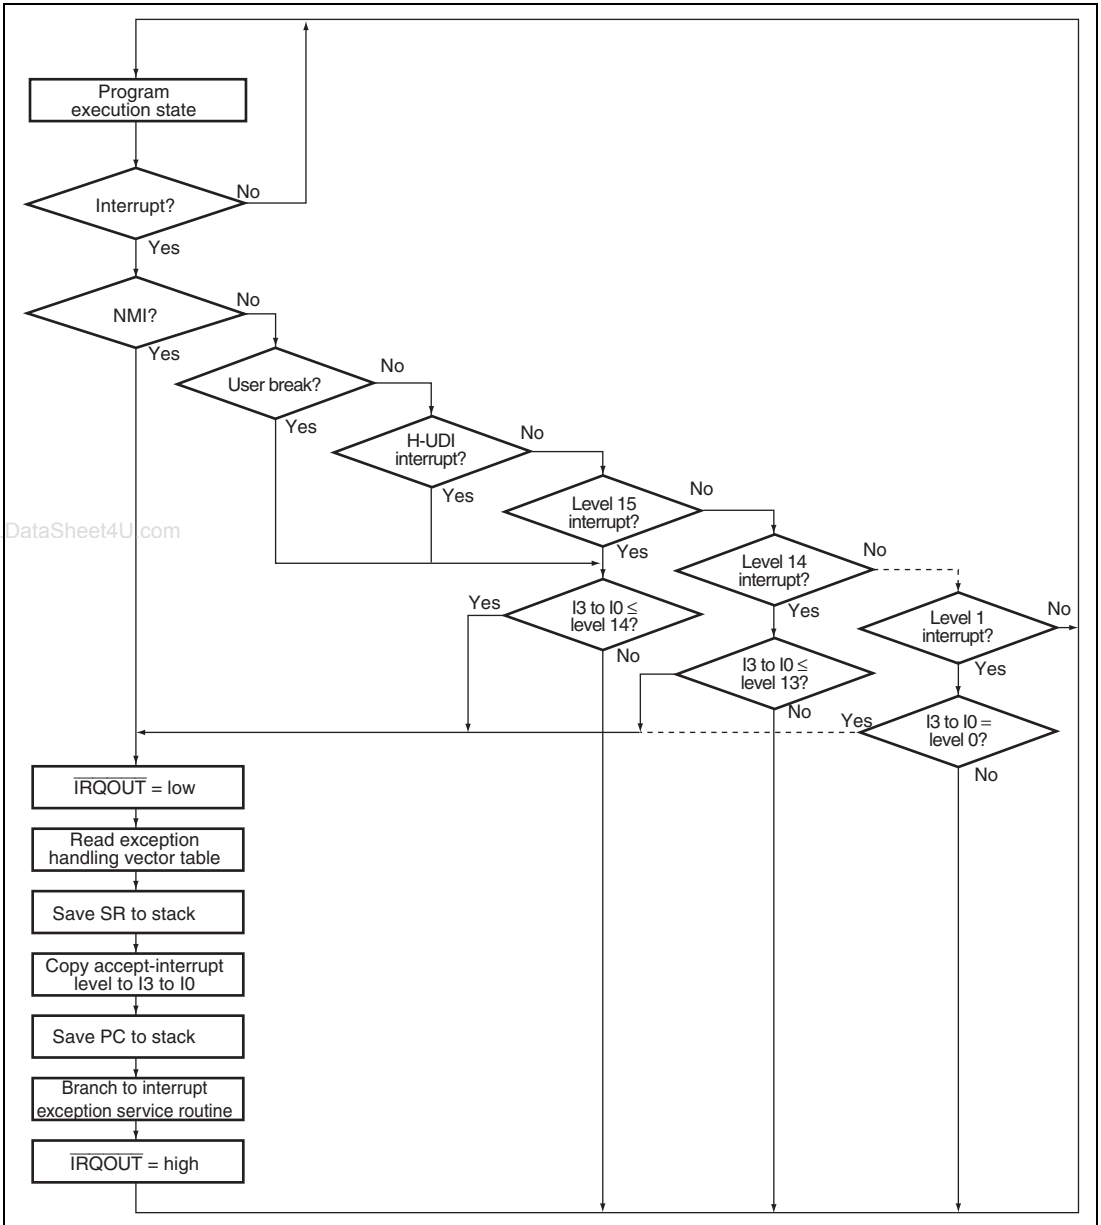 Program
execution state
No
Interrupt?
Yes
No
NMI?
Yes
No
User break?
Yes
No
H-UDI
interrupt?
Yes
No
Level 15
interrupt?
Yes
No
Level 14
interrupt?
Yes
No
Level 1
interrupt?
Yes
No
DataSheet4U.com
Yes
I3 to I0 ≤
level 14?
No
I3 to I0 ≤
level 13?
No
Yes
I3 to I0 =
level 0?
No
IRQOUT = low
Read exception
handling vector table
Save SR to stack
Copy accept-interrupt
level to I3 to I0
Save PC to stack
Branch to interrupt
exception service routine
IRQOUT = high